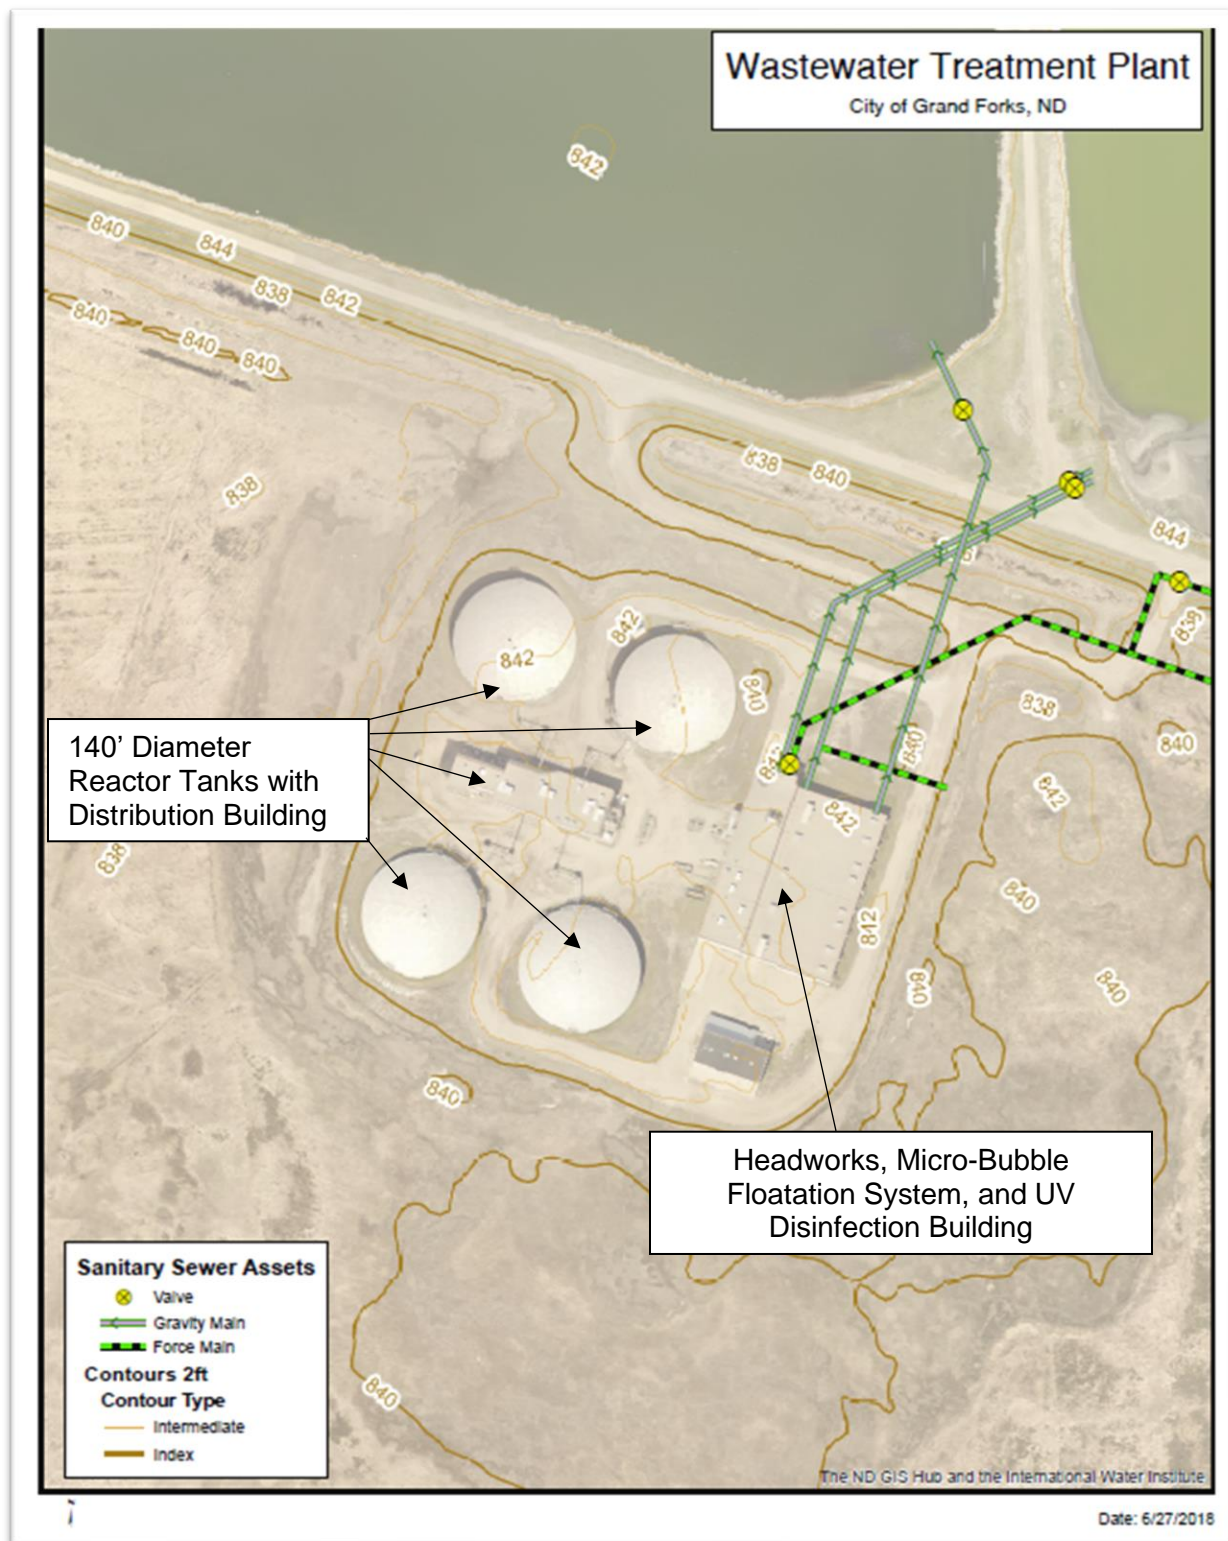 Wastewater Treatment Plant
City of Grand Forks, ND
842
840
844
838
842
840
840
840
838
838
840
844
838
842
842
840
838
840
842
840
842
840
842
838
840
840
840
840
840
140' Diameter
Reactor Tanks with
Distribution Building
Headworks, Micro-Bubble
Floatation System, and UV
Disinfection Building
Sanitary Sewer Assets
Valve
Gravity Main
Force Main
Contours 2ft
Contour Type
Intermediate
Index
The ND GIS Hub and the International Water Institute
Date: 6/27/2018